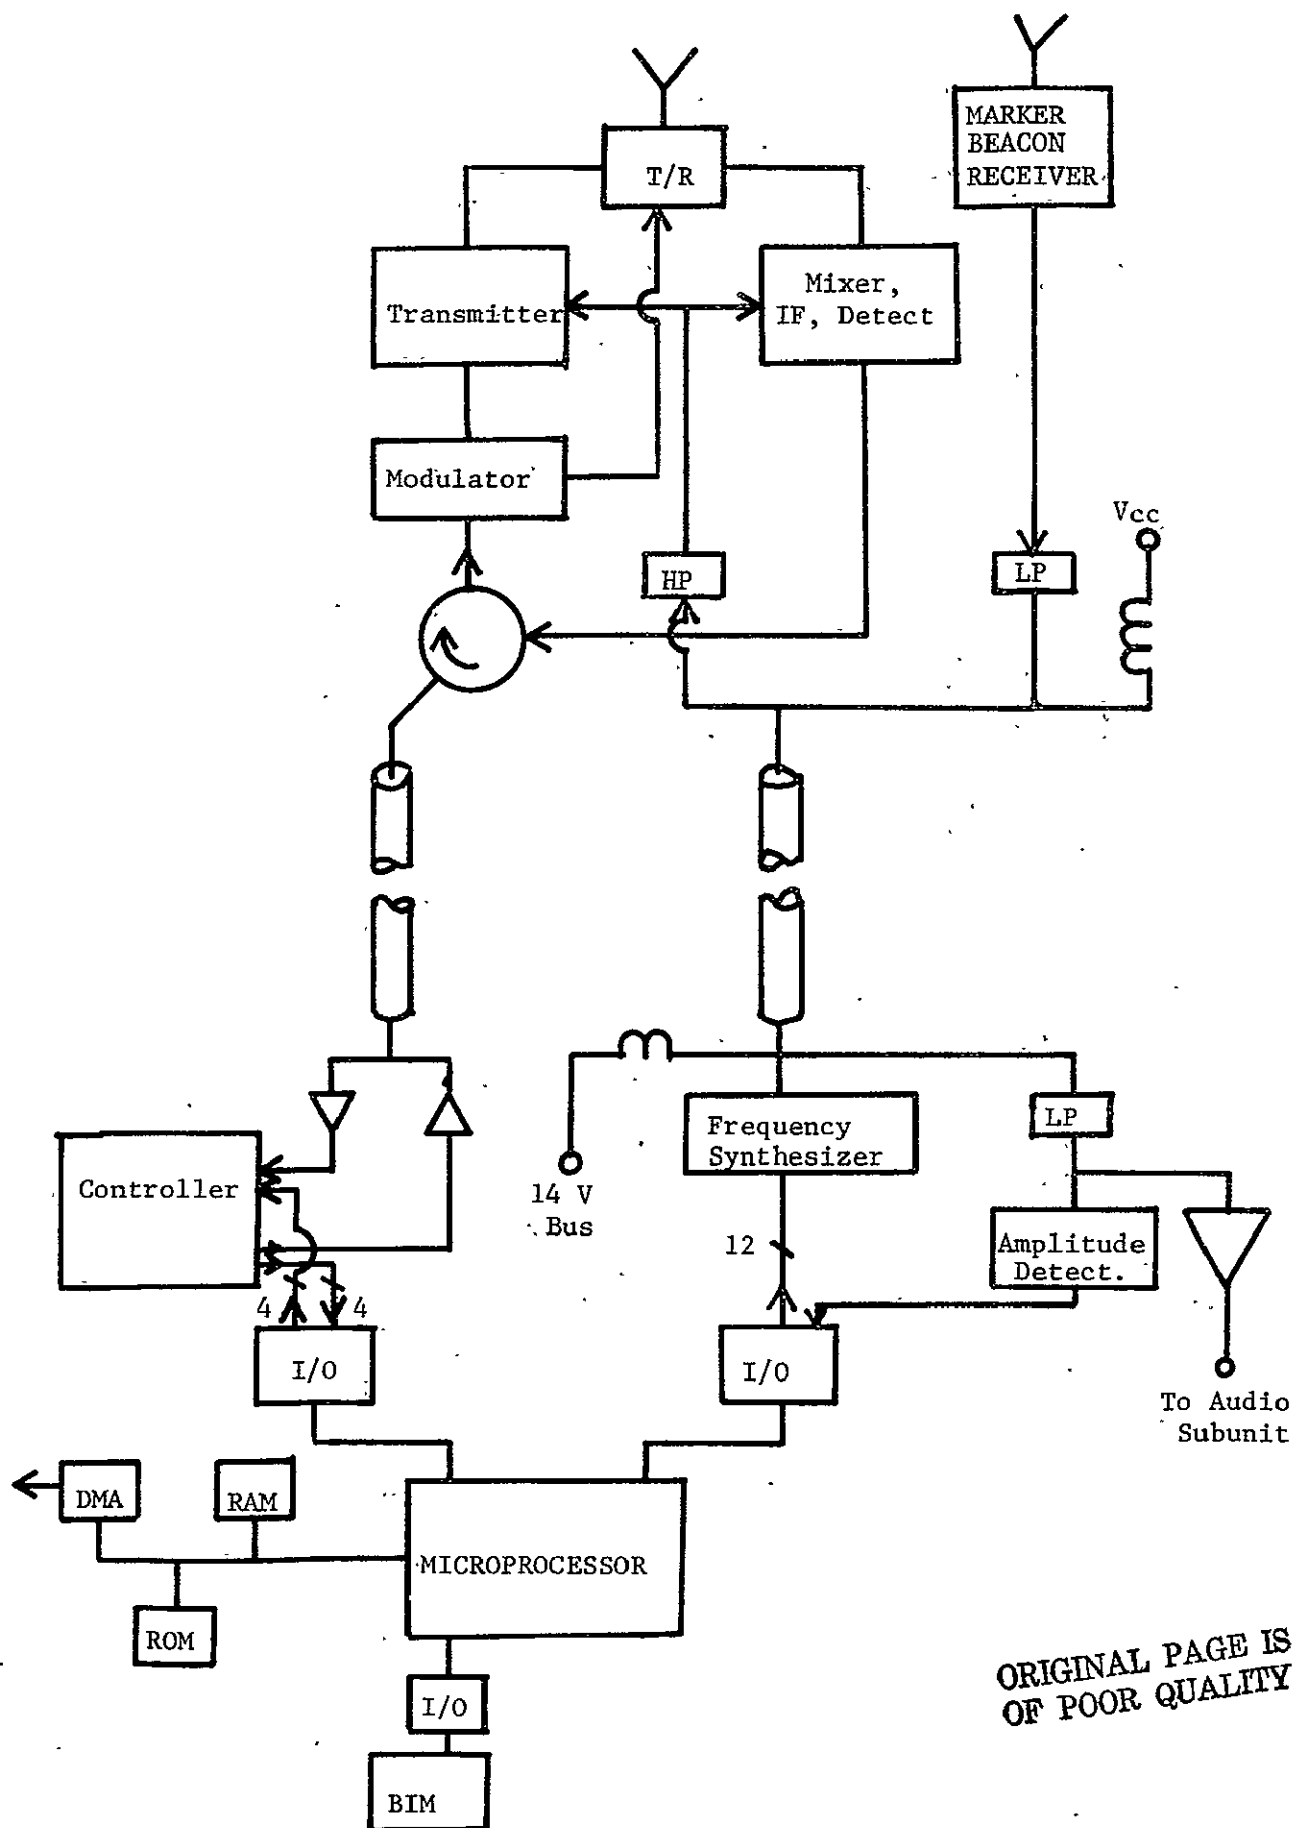 MARKER
BEACON
RECEIVER
T/R
Mixer,
IF, Detect
Transmitter
Modulator
Vcc
HP
LP
LP
Frequency
Synthesizer
Controller
14 V
Bus
12
Amplitude
Detect.
4
4
I/O
I/O
To Audio
Subunit
DMA
RAM
MICROPROCESSOR
ROM
I/O
BIM
ORIGINAL PAGE IS
OF POOR QUALITY